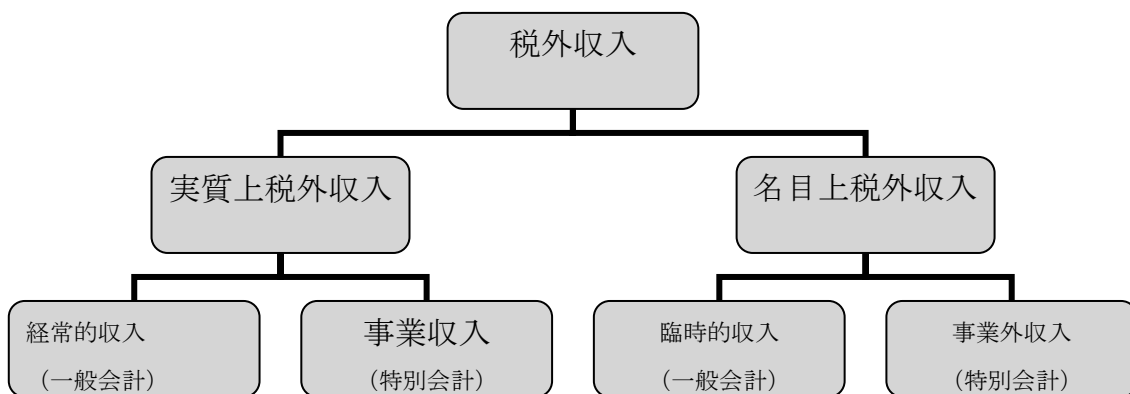 税外収入
実質上税外収入
名目上税外収入
経常的収入
（一般会計）
事業収入
（特別会計）
臨時的収入
（一般会計）
事業外収入
（特別会計）